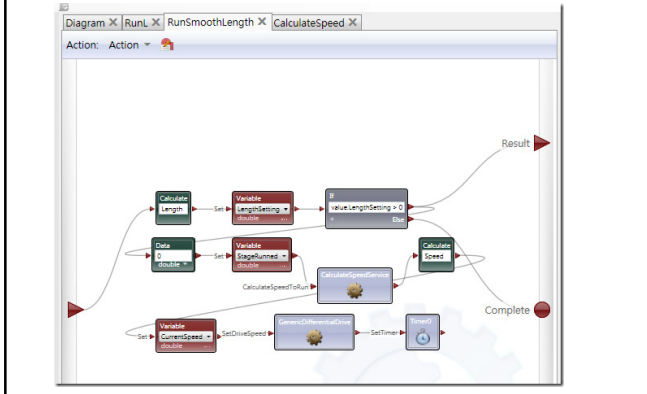 Diagram RunL RunSmoothLength CalculateSpeed
Action: Action
Result
Calculate
Length
Set
Variable
LengthSetting
double ...
If
value.LengthSetting > 0
+ Else
Data
0
double
Set
Variable
StageRunned
double
CalculateSpeedToRun
CalculateSpeedService
Calculate
Speed
Complete
Set
Variable
CurrentSpeed
double ...
SetDriveSpeed
GenericDifferentialDrive
SetTimer
Timer0